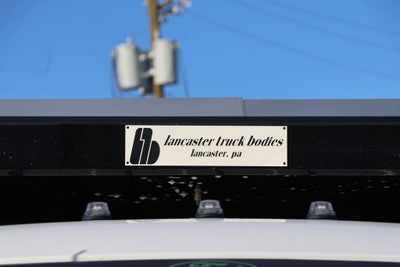 lancaster truck bodies
lancaster, pa